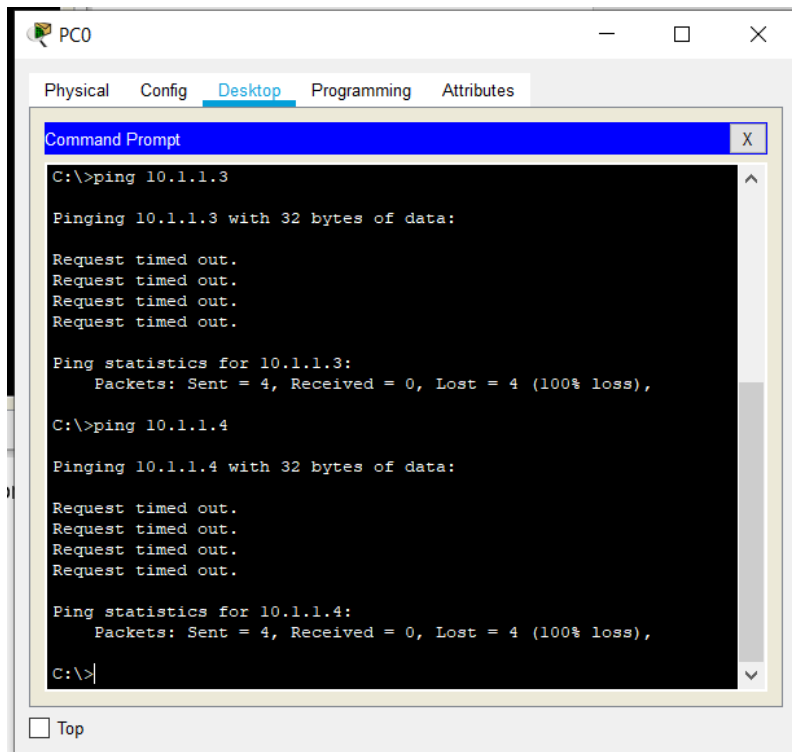 PC0
Physical Config Desktop Programming Attributes
Command Prompt X
C:\>ping 10.1.1.3
Pinging 10.1.1.3 with 32 bytes of data:
Request timed out.
Request timed out.
Request timed out.
Request timed out.
Ping statistics for 10.1.1.3:
Packets: Sent = 4, Received = 0, Lost = 4 (100% loss),
C:\>ping 10.1.1.4
Pinging 10.1.1.4 with 32 bytes of data:
Request timed out.
Request timed out.
Request timed out.
Request timed out.
Ping statistics for 10.1.1.4:
Packets: Sent = 4, Received = 0, Lost = 4 (100% loss),
C:\>
Top